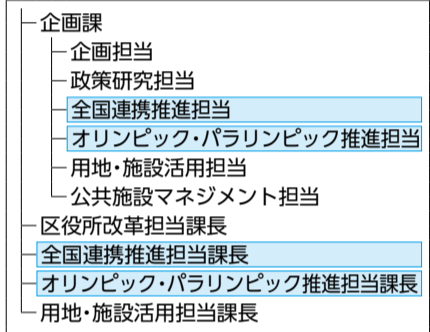 企画課
企画担当
政策研究担当
全国連携推進担当
オリンピック・パラリンピック推進担当
用地・施設活用担当
公共施設マネジメント担当
区役所改革担当課長
全国連携推進担当課長
オリンピック・パラリンピック推進担当課長
用地・施設活用担当課長